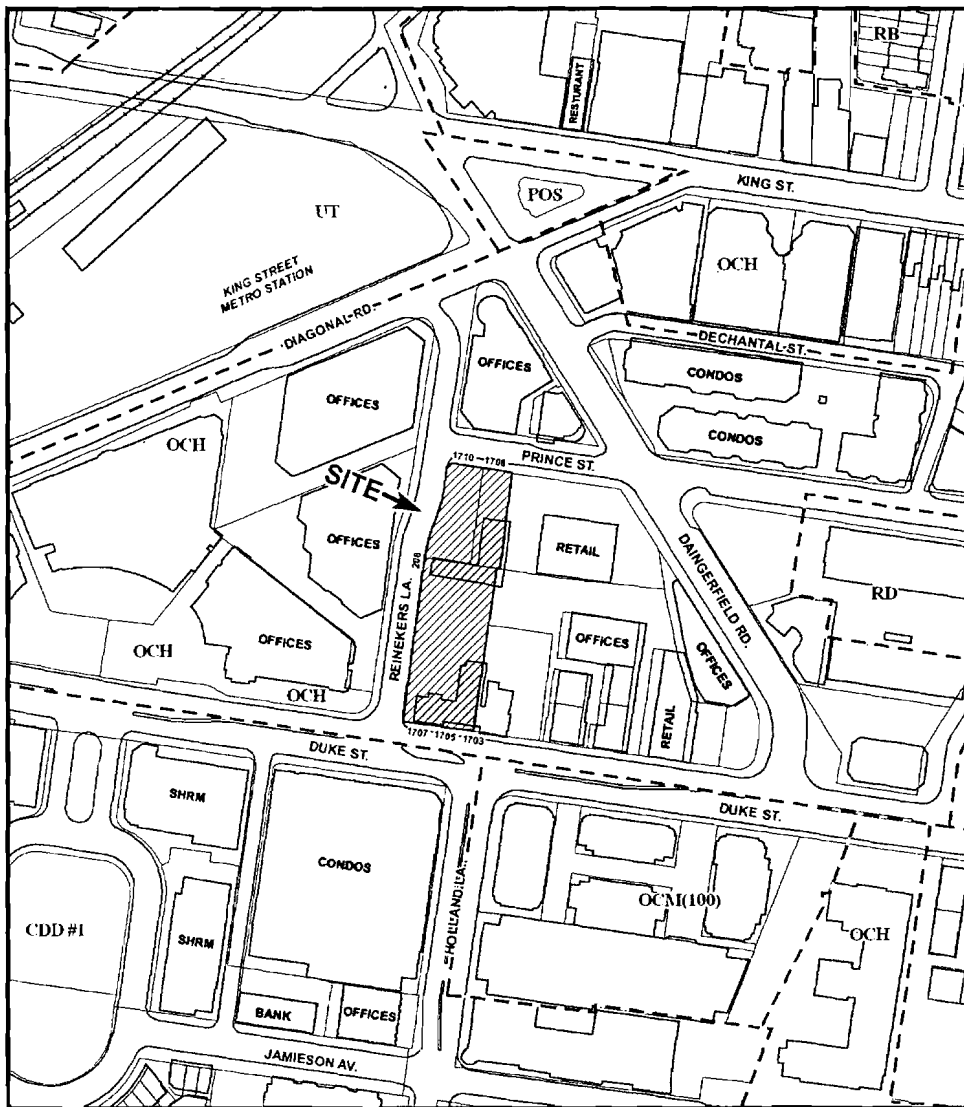 RB
RESTURANT
KING ST.
POS
UT
KING STREET
METRO STATION
OCH
DIAGONAL RD.
DECHANTAL ST.
OFFICES
CONDOS
OFFICES
CONDOS
OCH
PRINCE ST.
1710 - 1706
SITE
OFFICES
RETAIL
208
DAINGERFIELD RD.
RD
REINEKERS LA.
OFFICES
OFFICES
OFFICES
OCH
OCH
RETAIL
1707 - 1705 - 1703
DUKE ST.
DUKE ST.
SHRM
CONDOS
HOLLAND LA.
OCM(100)
CDD #1
SHRM
OCH
BANK
OFFICES
JAMIESON AV.